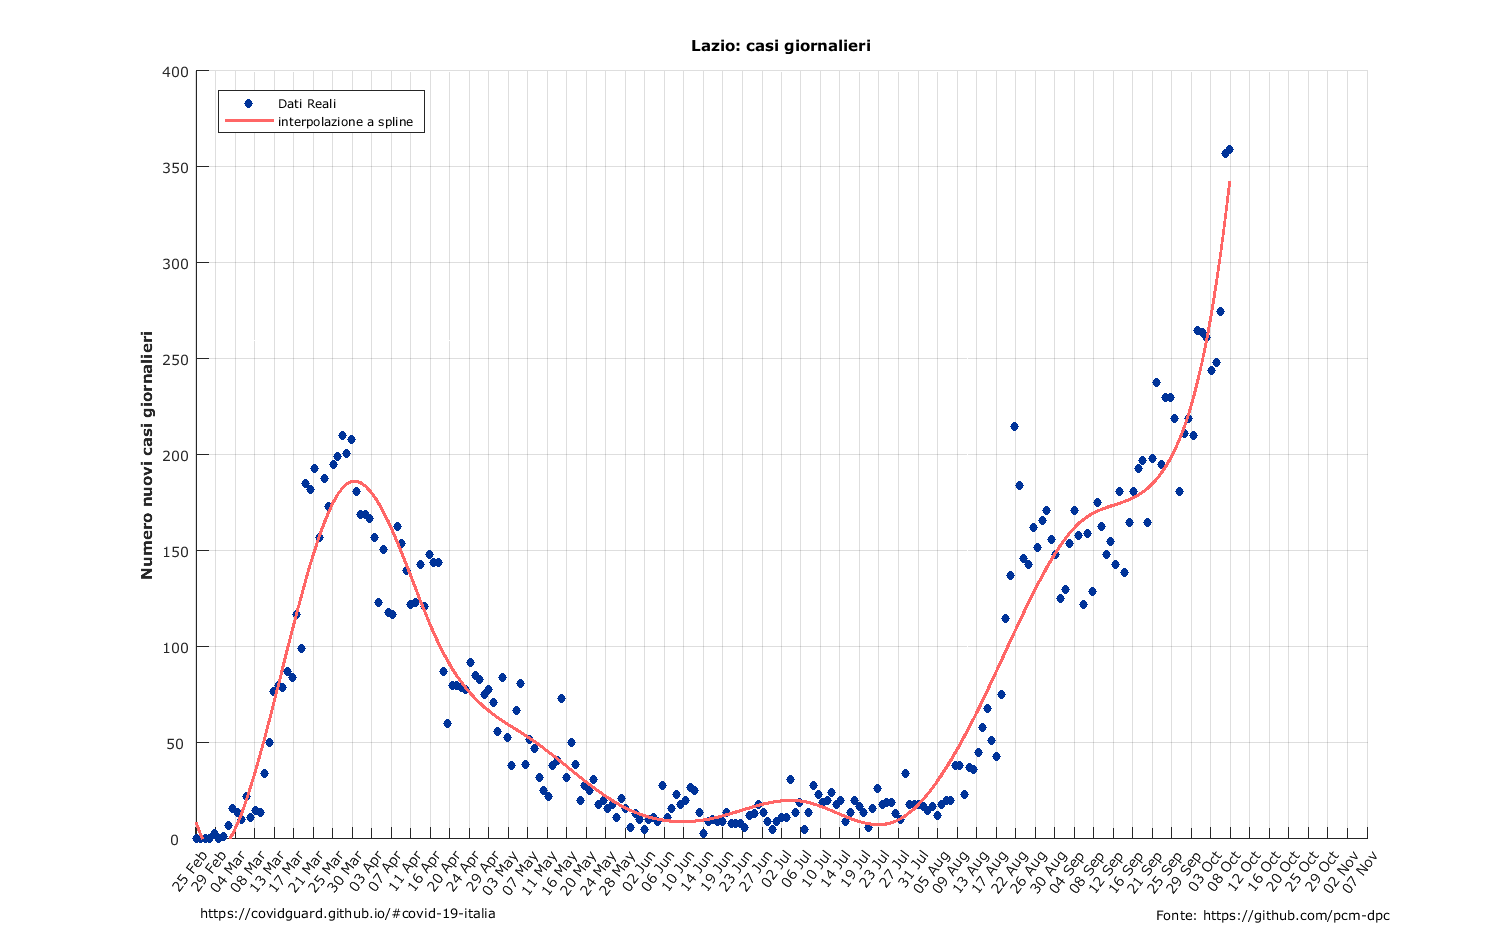 Lazio: casi giornalieri
400
350
300
250
200
150
100
50
0
Numero nuovi casi giornalieri
Dati Reali
interpolazione a spline
25 Feb
29 Feb
04 Mar
08 Mar
13 Mar
17 Mar
21 Mar
25 Mar
30 Mar
03 Apr
07 Apr
11 Apr
16 Apr
20 Apr
24 Apr
29 Apr
03 May
07 May
11 May
16 May
20 May
24 May
28 May
02 Jun
06 Jun
10 Jun
14 Jun
19 Jun
23 Jun
27 Jun
02 Jul
06 Jul
10 Jul
14 Jul
19 Jul
23 Jul
27 Jul
31 Jul
05 Aug
09 Aug
13 Aug
17 Aug
22 Aug
26 Aug
30 Aug
04 Sep
08 Sep
12 Sep
16 Sep
21 Sep
25 Sep
29 Sep
03 Oct
08 Oct
12 Oct
16 Oct
20 Oct
25 Oct
29 Oct
02 Nov
07 Nov
https://covidguard.github.io/#covid-19-italia
Fonte: https://github.com/pcm-dpc